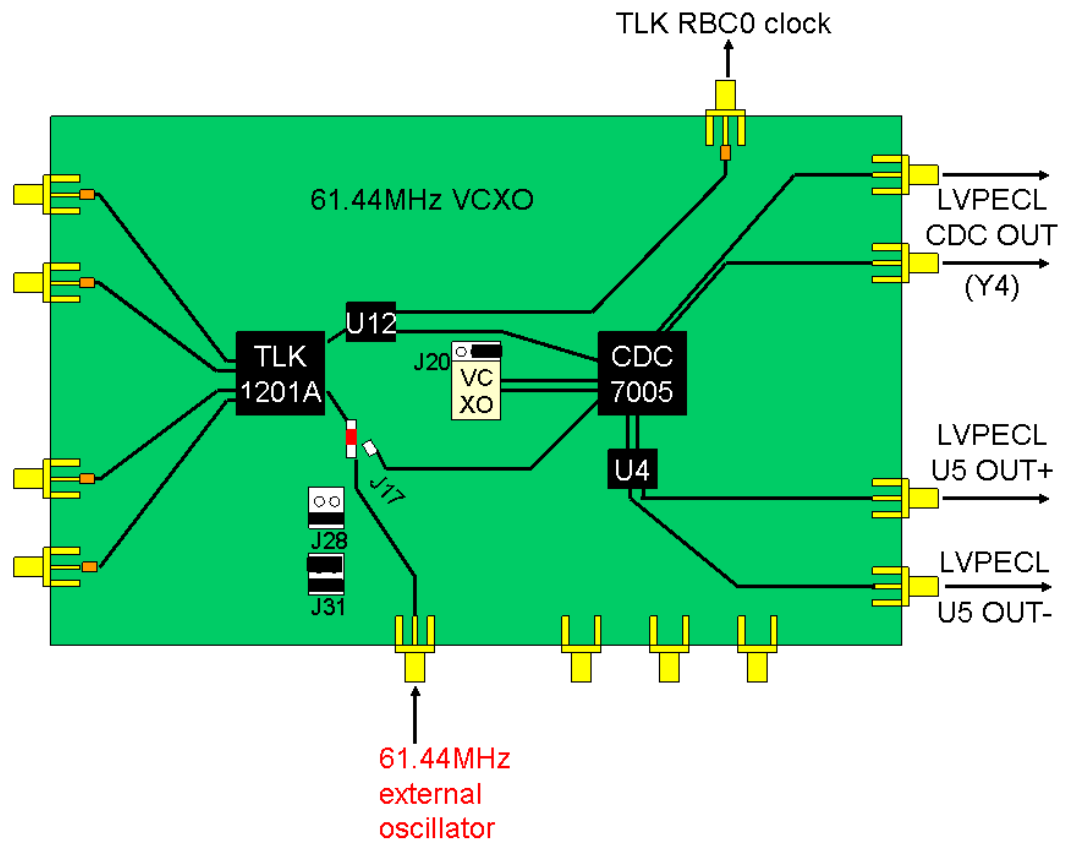 TLK RBC0 clock
61.44MHz VCXO
LVPECL
CDC OUT
(Y4)
U12
TLK
1201A
J20
VC
XO
CDC
7005
J17
U4
LVPECL
U5 OUT+
J28
J31
LVPECL
U5 OUT-
61.44MHz
external
oscillator